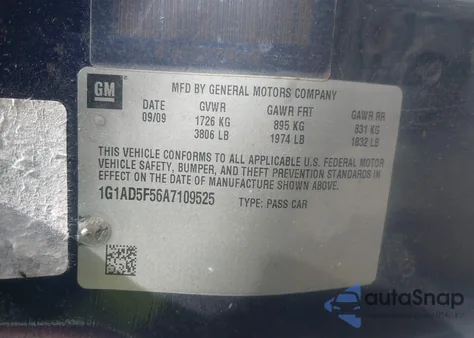 GM
MFD BY GENERAL MOTORS COMPANY
DATE GVWR GAWR FRT GAWR RR
09/09 1726 KG 895 KG 831 KG
3806 LB 1974 LB 1832 LB
THIS VEHICLE CONFORMS TO ALL APPLICABLE U.S. FEDERAL MOTOR
VEHICLE SAFETY, BUMPER, AND THEFT PREVENTION STANDARDS IN
EFFECT ON THE DATE OF MANUFACTURE SHOWN ABOVE.
1G1AD5F56A7109525 TYPE: PASS CAR
autaSnap